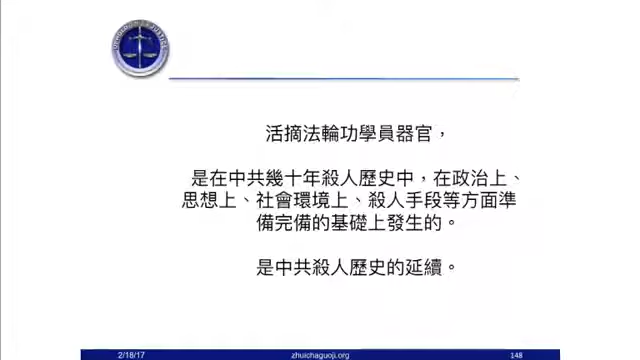 活摘法輪功學員器官，
是在中共幾十年殺人歷史中，在政治上、
思想上、社會環境上、殺人手段等方面準
備完備的基礎上發生的。
是中共殺人歷史的延續。
2/18/17 zhuichaguoji.org 148